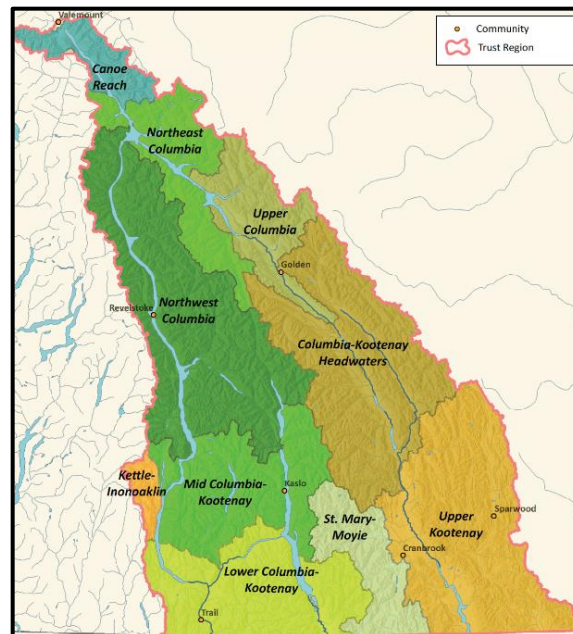 Valemount
Community
Trust Region
Canoe
Reach
Northeast
Columbia
Upper
Columbia
Golden
Northwest
Columbia
Revelstoke
Columbia-Kootenay
Headwaters
Kettle-
Inonoaklin
Mid Columbia-
Kootenay
Kaslo
St. Mary-
Moyie
Upper
Kootenay
Sparwood
Cranbrook
Lower Columbia-
Kootenay
Trail